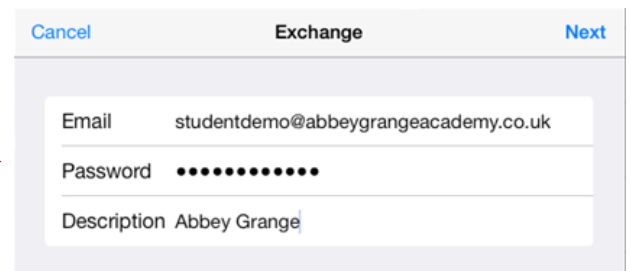 Cancel Exchange Next
Email studentdemo@abbeygrangeacademy.co.uk
Password ••••••••••••
Description Abbey Grange